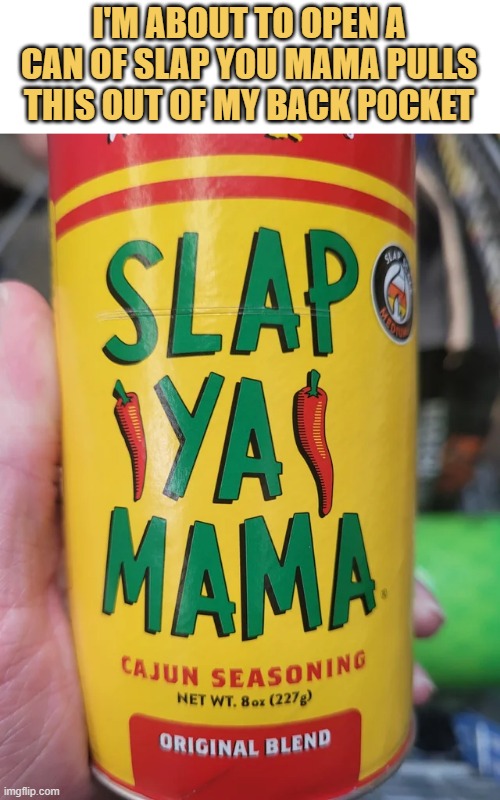 I'M ABOUT TO OPEN A
CAN OF SLAP YOU MAMA PULLS
THIS OUT OF MY BACK POCKET
SLAP
YA
MAMA
CAJUN SEASONING
NET WT. 8 oz (227g)
ORIGINAL BLEND
imgflip.com